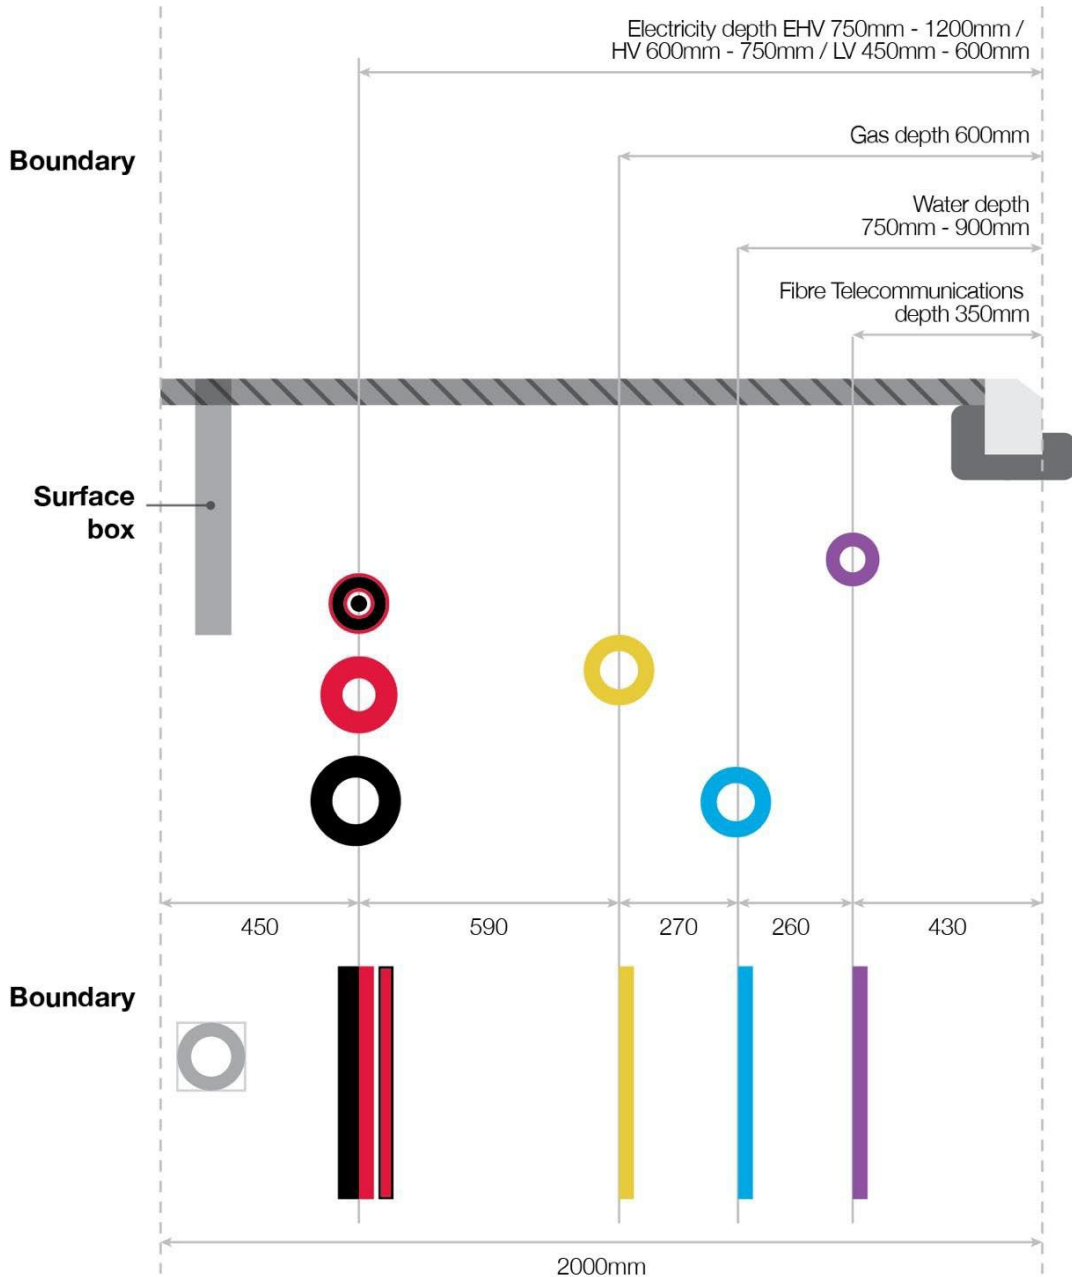 Electricity depth EHV 750mm - 1200mm /
HV 600mm - 750mm / LV 450mm - 600mm
Boundary
Gas depth 600mm
Water depth
750mm - 900mm
Fibre Telecommunications
depth 350mm
Surface
box
450
590
270
260
430
Boundary
2000mm